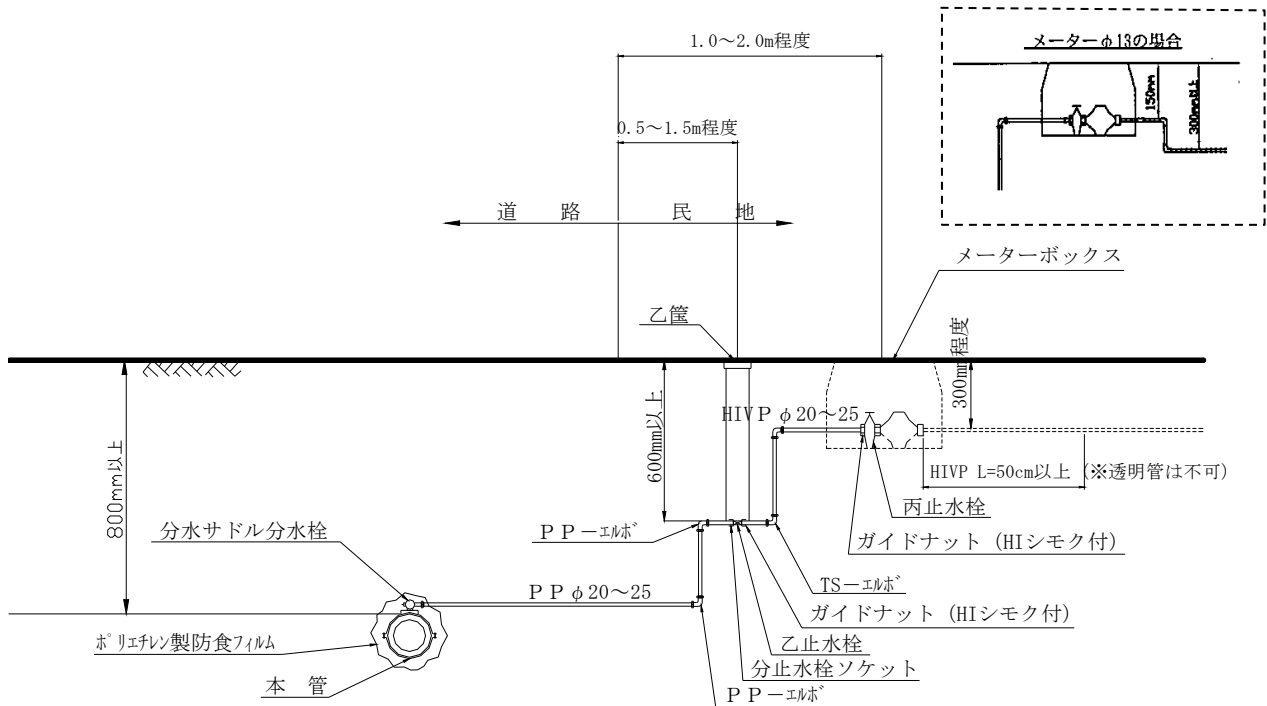 メーターφ13の場合
150mm
300mm以上
1.0～2.0m程度
0.5～1.5m程度
道　路　民　地
メーターボックス
乙筐
300mm程度
600mm以上
HIVP φ20～25
800mm以上
HIVP L=50cm以上 (※透明管は不可)
丙止水栓
分水サドル分水栓
PP－エルボ
ガイドナット (HIシモク付)
TS－エルボ
PPφ20～25
ガイドナット (HIシモク付)
ポリエチレン製防食フィルム
乙止水栓
分止水栓ソケット
本　管
PP－エルボ